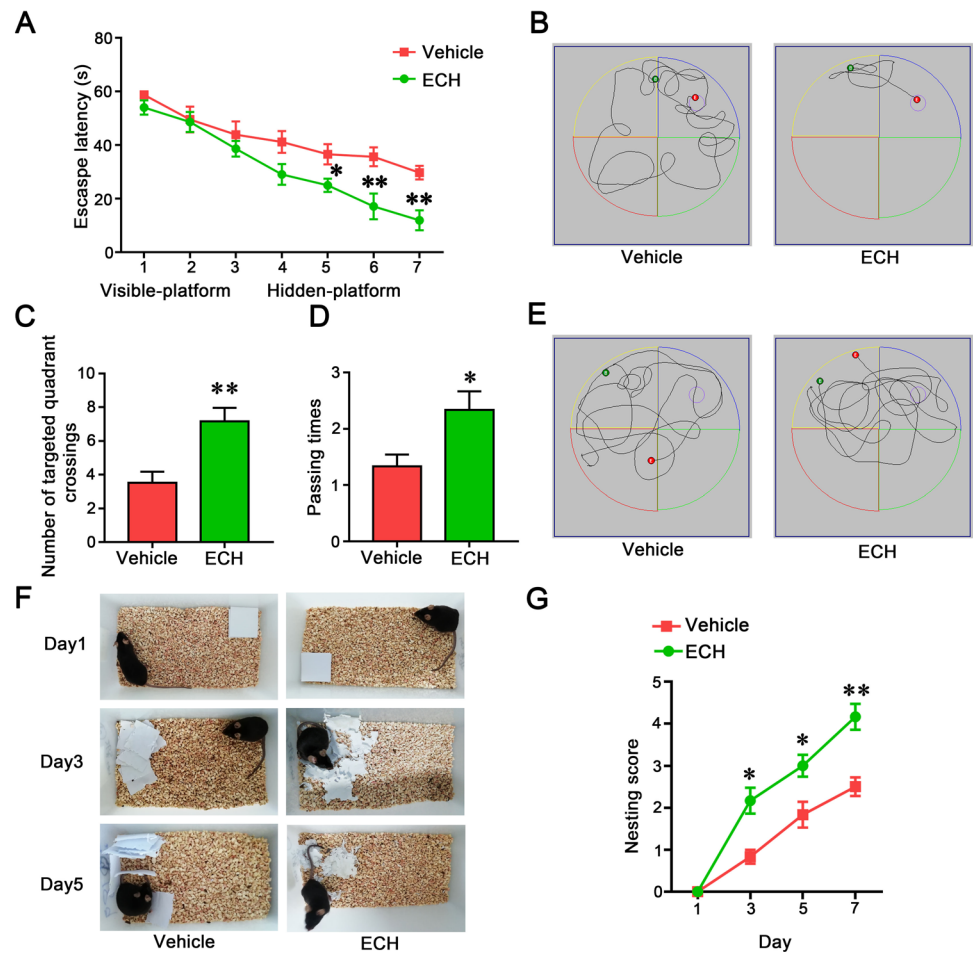 A
Escaspe latency (s)
80
60
40
20
0
Vehicle
ECH
*
**
**
1 2 3 4 5 6 7
Visible-platform Hidden-platform
B
Vehicle ECH
C
Number of targeted quadrant
crossings
10
8
6
4
2
0
**
Vehicle ECH
D
Passing times
3
2
1
0
*
Vehicle ECH
E
Vehicle ECH
F
Day1
Day3
Day5
Vehicle ECH
G
Vehicle
ECH
Nesting score
5
4
3
2
1
0
*
*
**
1 3 5 7
Day